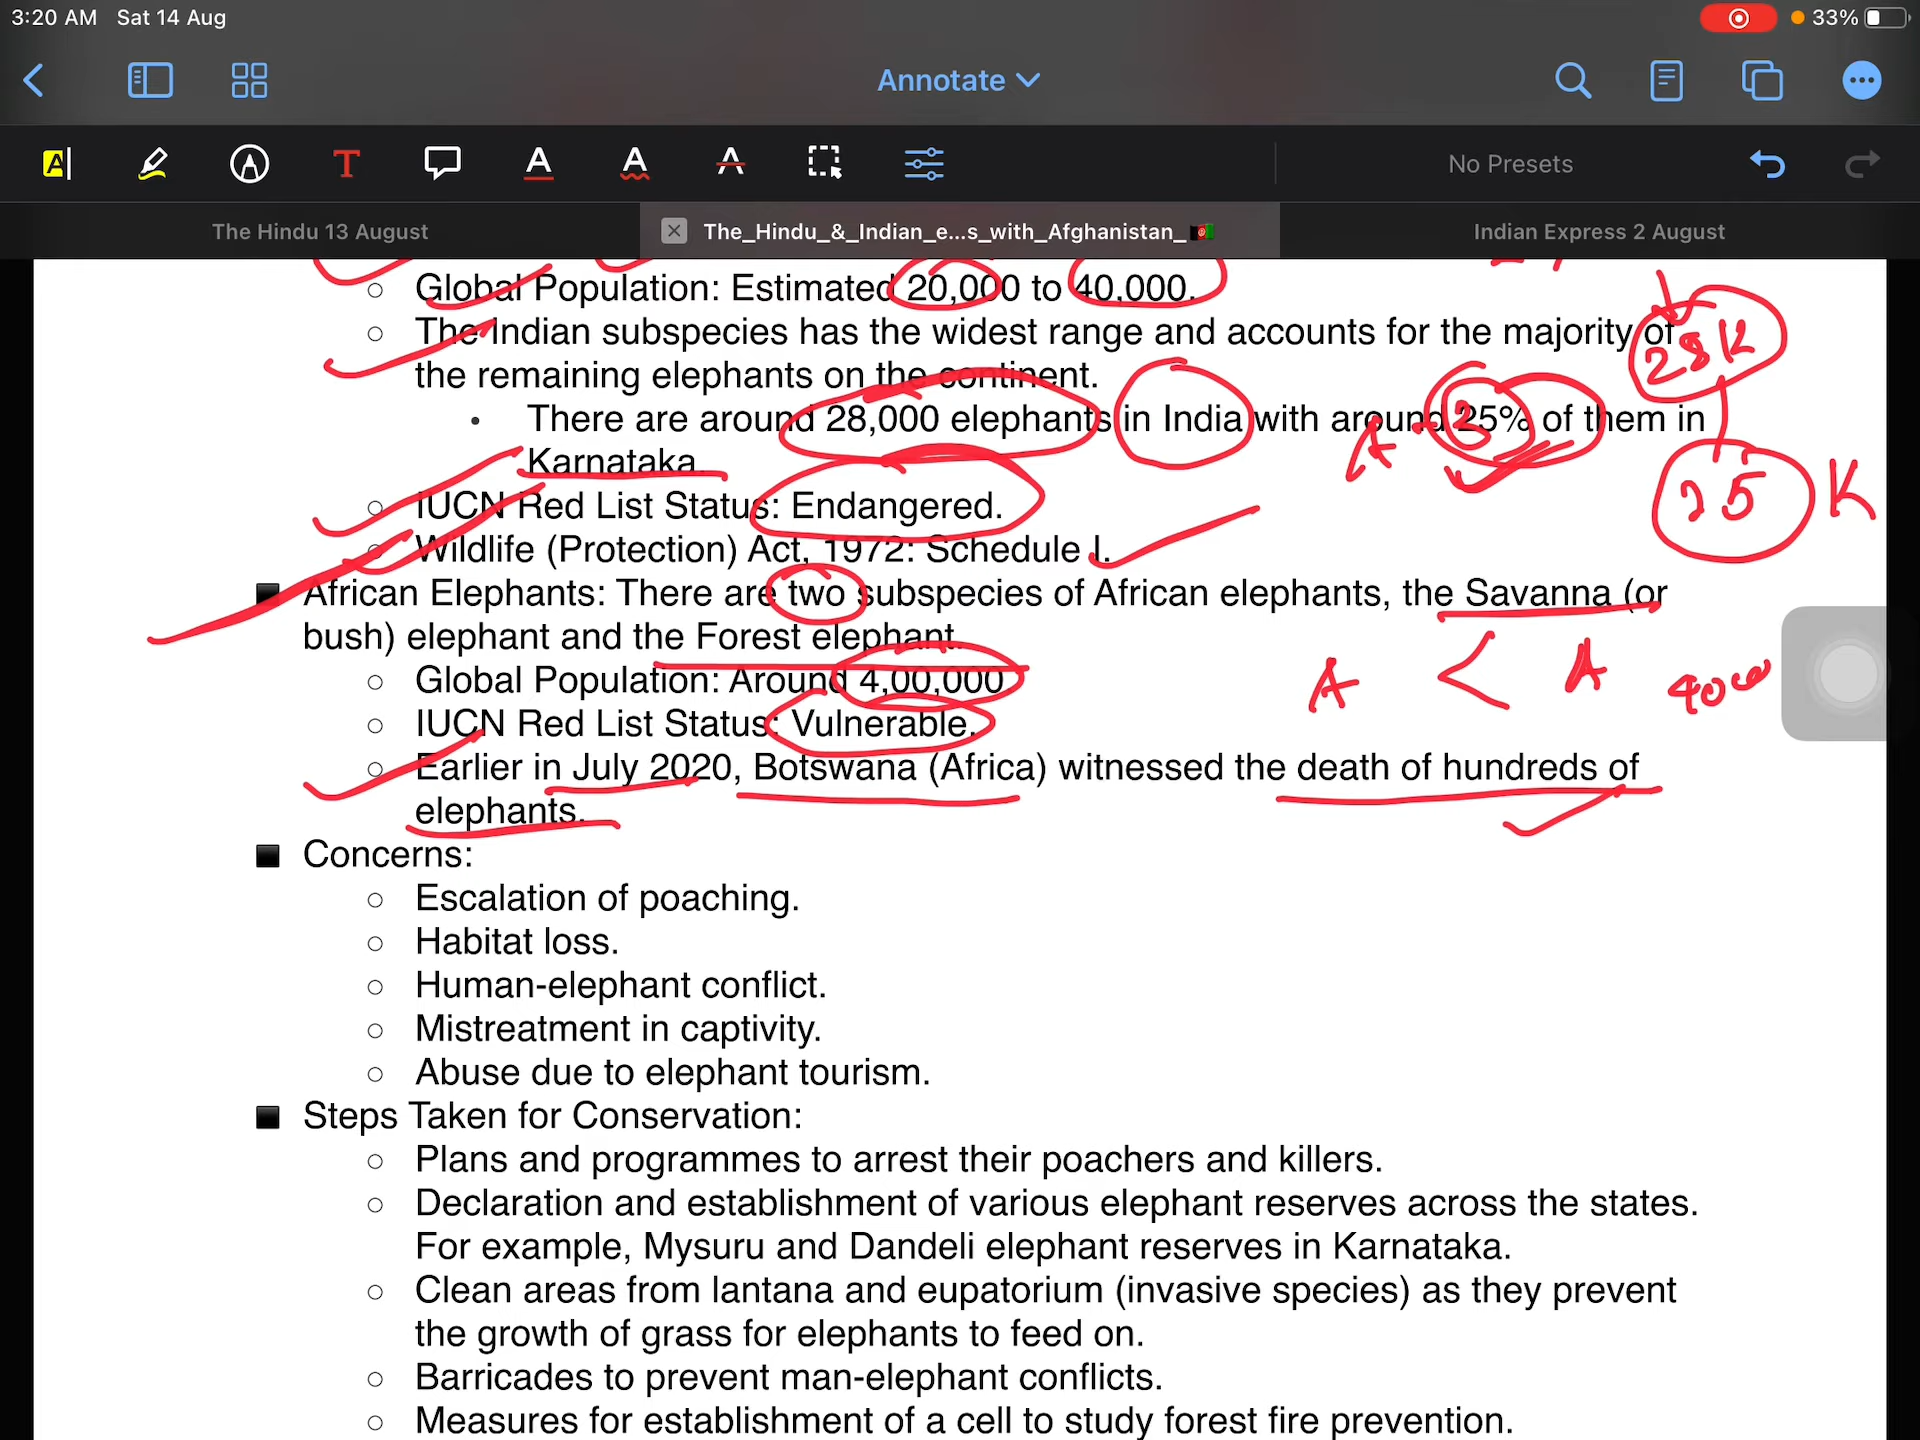 3:20 AM Sat 14 Aug
33%
Annotate
A
T
A
A
A
No Presets
The Hindu 13 August
The_Hindu_&_Indian_e...s_with_Afghanistan_
Indian Express 2 August
Global Population: Estimated 20,000 to 40,000.
The Indian subspecies has the widest range and accounts for the majority of
28K
the remaining elephants on the continent.
There are around 28,000 elephants in India with around 25% of them in
A - 3
Karnataka.
25 K
IUCN Red List Status: Endangered.
Wildlife (Protection) Act, 1972: Schedule I.
African Elephants: There are two subspecies of African elephants, the Savanna (or
bush) elephant and the Forest elephant.
A < A
Global Population: Around 4,00,000
IUCN Red List Status: Vulnerable.
Earlier in July 2020, Botswana (Africa) witnessed the death of hundreds of
elephants.
Concerns:
Escalation of poaching.
Habitat loss.
Human-elephant conflict.
Mistreatment in captivity.
Abuse due to elephant tourism.
Steps Taken for Conservation:
Plans and programmes to arrest their poachers and killers.
Declaration and establishment of various elephant reserves across the states.
For example, Mysuru and Dandeli elephant reserves in Karnataka.
Clean areas from lantana and eupatorium (invasive species) as they prevent
the growth of grass for elephants to feed on.
Barricades to prevent man-elephant conflicts.
Measures for establishment of a cell to study forest fire prevention.